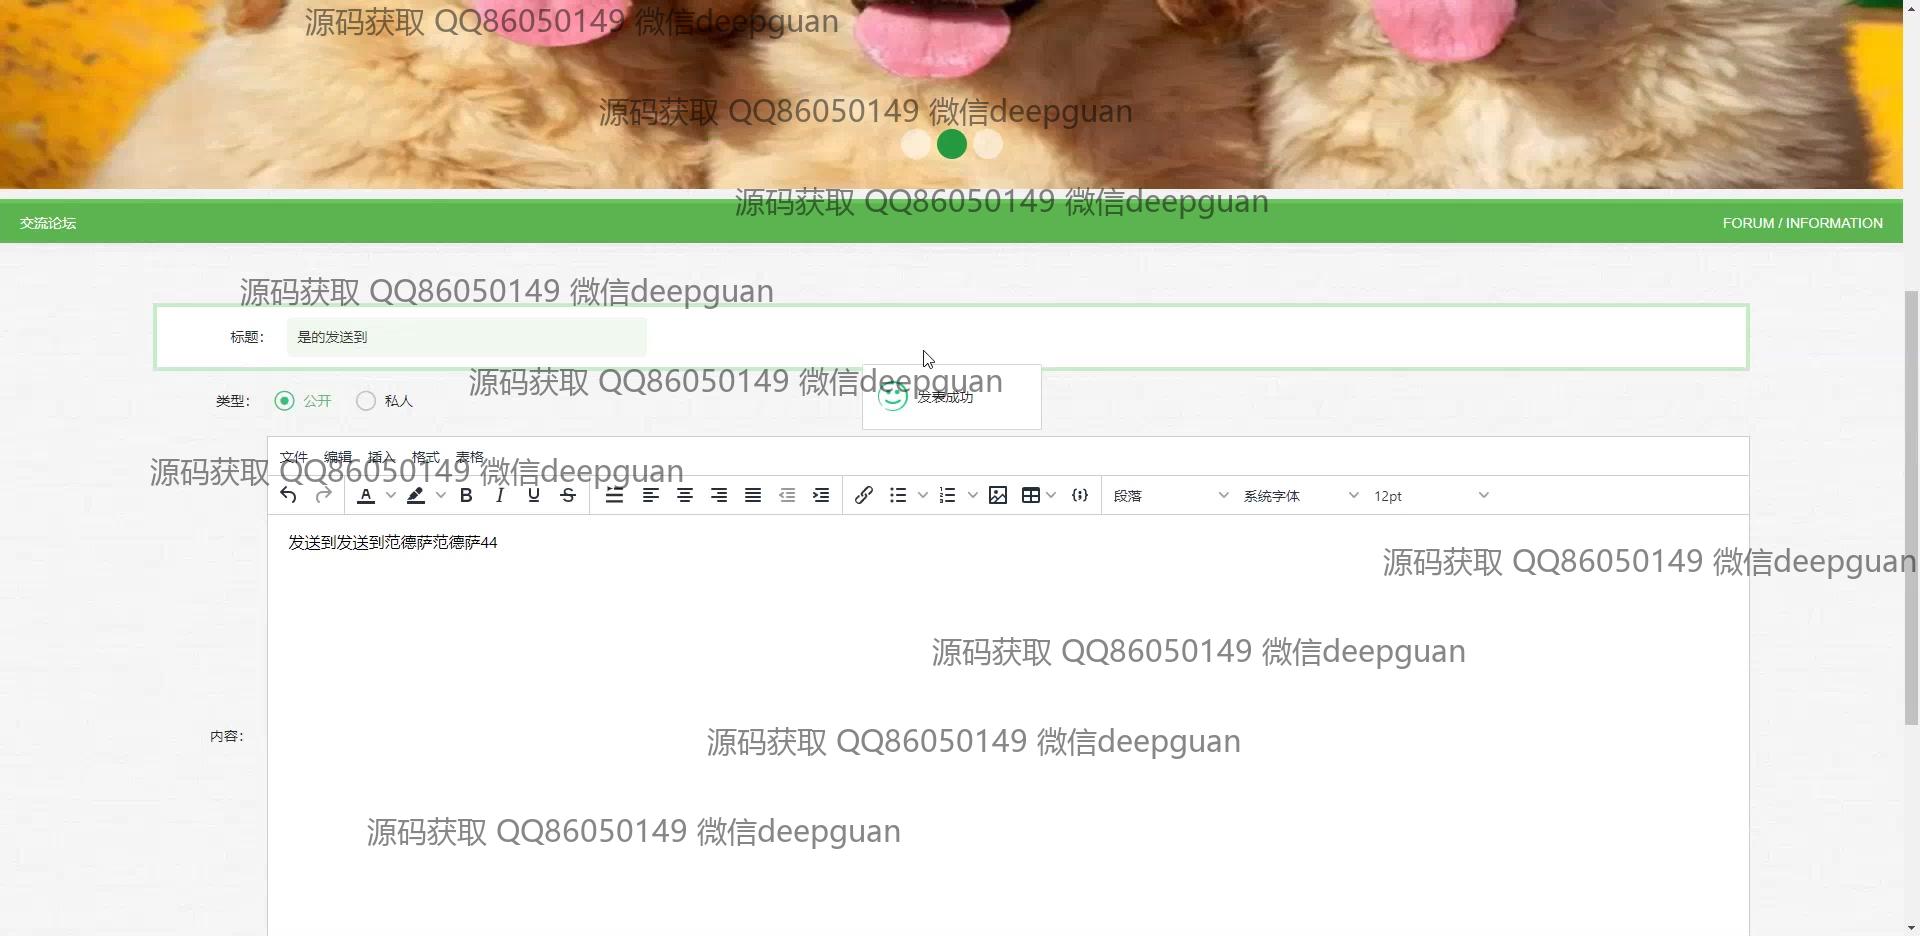 源码获取 QQ86050149 微信deepguan
源码获取 QQ86050149 微信deepguan
源码获取 QQ86050149 微信deepguan
交流论坛
FORUM / INFORMATION
源码获取 QQ86050149 微信deepguan
标题：
是的发送到
源码获取 QQ86050149 微信deepguan
发表成功
类型：
公开
私人
文件 编辑 插入 格式 表格
源码获取 QQ86050149 微信deepguan
段落
系统字体
12pt
发送到发送到范德萨范德萨44
源码获取 QQ86050149 微信deepguan
源码获取 QQ86050149 微信deepguan
内容：
源码获取 QQ86050149 微信deepguan
源码获取 QQ86050149 微信deepguan